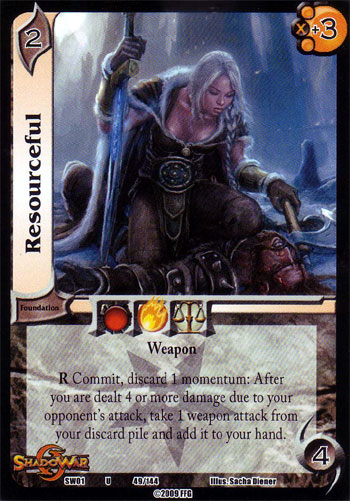 2
X +3
Resourceful
Foundation
Weapon
R Commit, discard 1 momentum: After
you are dealt 4 or more damage due to your
opponent's attack, take 1 weapon attack from
your discard pile and add it to your hand.
4
SHADOWAR
SW01 U 49/144 Illus. Sacha Diener
©2009 FFG